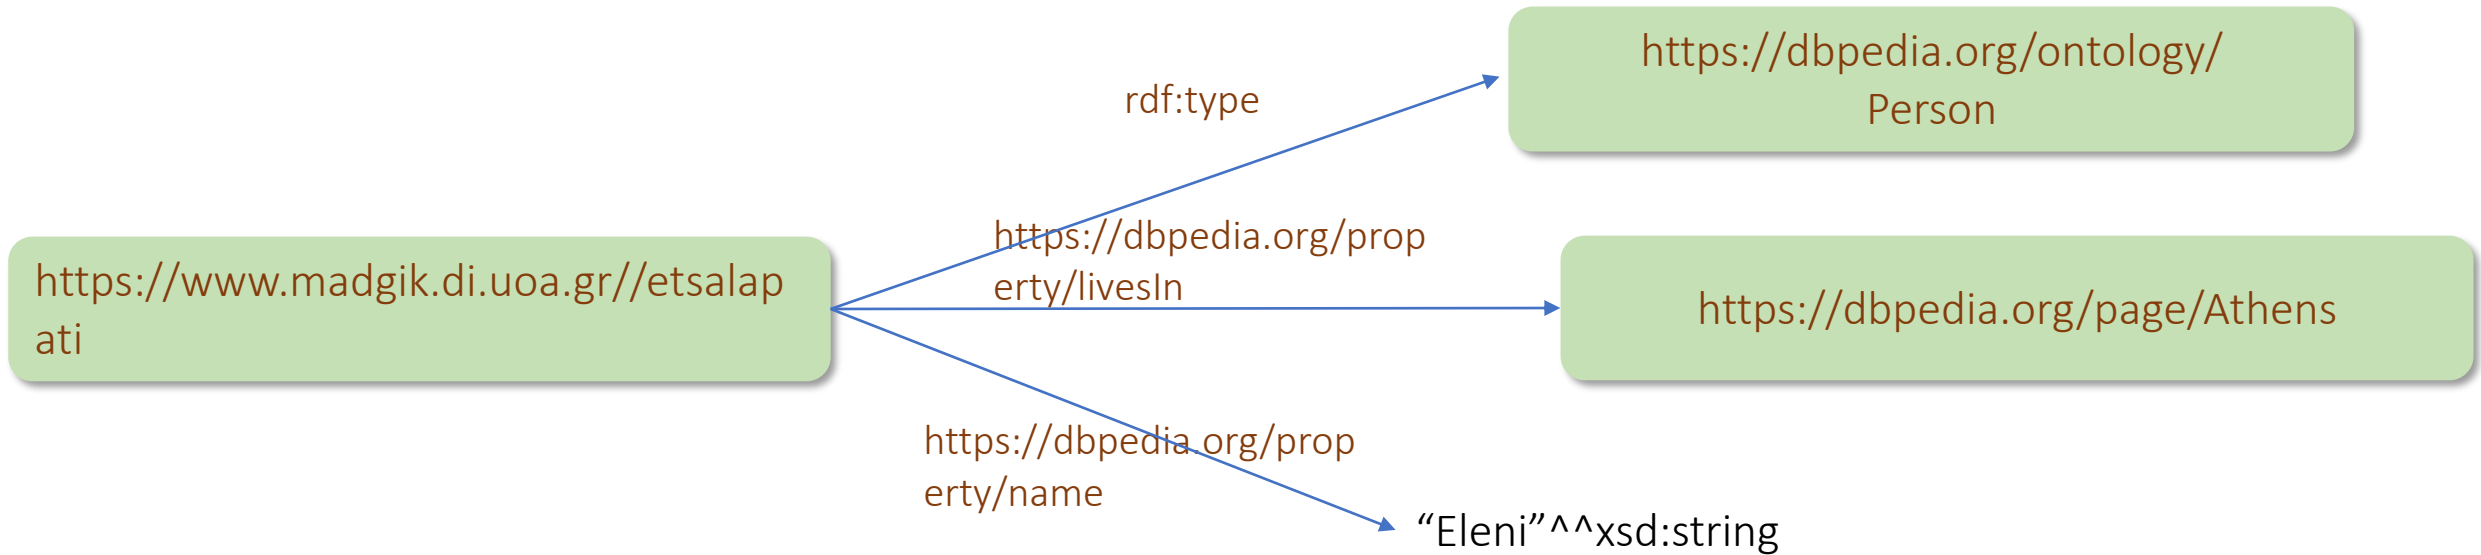 https://dbpedia.org/ontology/
Person
rdf:type
https://dbpedia.org/prop
erty/livesIn
https://www.madgik.di.uoa.gr//etsalap
ati
https://dbpedia.org/page/Athens
https://dbpedia.org/prop
erty/name
“Eleni”^^xsd:string